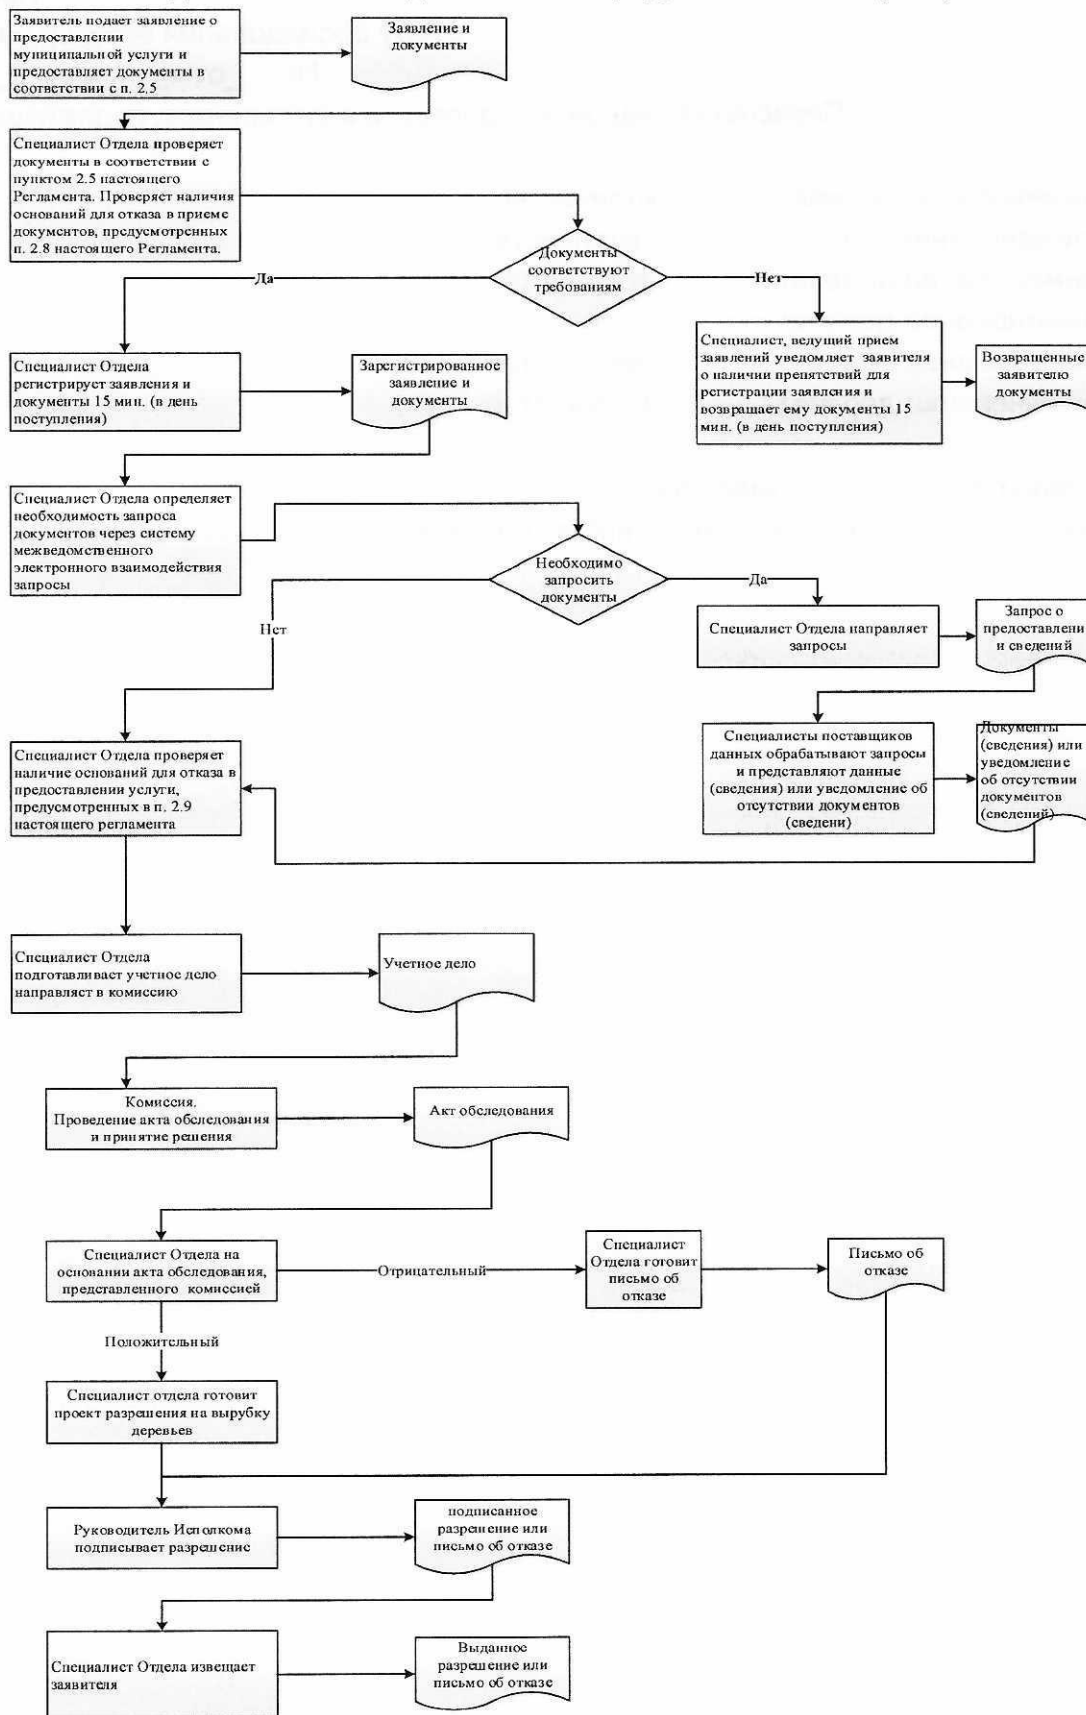 Заявитель подает заявление о
предоставлении
муниципальной услуги и
предоставляет документы в
соответствии с п. 2.5
Заявление и
документы
Специалист Отдела проверяет
документы в соответствии с
пунктом 2.5 настоящего
Регламента. Проверяет наличия
оснований для отказа в приеме
документов, предусмотренных
п. 2.8 настоящего Регламента.
Документы
соответствуют
требованиям
Да
Нет
Специалист Отдела
регистрирует заявления и
документы 15 мин. (в день
поступления)
Зарегистрированное
заявление и
документы
Специалист, ведущий прием
заявлений уведомляет заявителя
о наличии препятствий для
регистрации заявления и
возвращает ему документы 15
мин. (в день поступления)
Возвращенные
заявителю
документы
Специалист Отдела определяет
необходимость запроса
документов через систему
межведомственного
электронного взаимодействия
запросы
Необходимо
запросить
документы
Да
Нет
Специалист Отдела направляет
запросы
Запрос о
предоставлени
и сведений
Специалисты поставщиков
данных обрабатывают запросы
и представляют данные
(сведения) или уведомление об
отсутствии документов
(сведени)
Документы
(сведения) или
уведомление
об отсутствии
документов
(сведений)
Специалист Отдела проверяет
наличие оснований для отказа в
предоставлении услуги,
предусмотренных в п. 2.9
настоящего регламента
Специалист Отдела
подготавливает учетное дело
направляет в комиссию
Учетное дело
Комиссия.
Проведение акта обследования
и принятие решения
Акт обследования
Специалист Отдела на
основании акта обследования,
представленного комиссией
Отрицательный
Специалист
Отдела готовит
письмо об
отказе
Письмо об
отказе
Положительный
Специалист отдела готовит
проект разрешения на вырубку
деревьев
Руководитель Исполкома
подписывает разрешение
подписанное
разрешение или
письмо об отказе
Специалист Отдела извещает
заявителя
Выданное
разрешение или
письмо об отказе